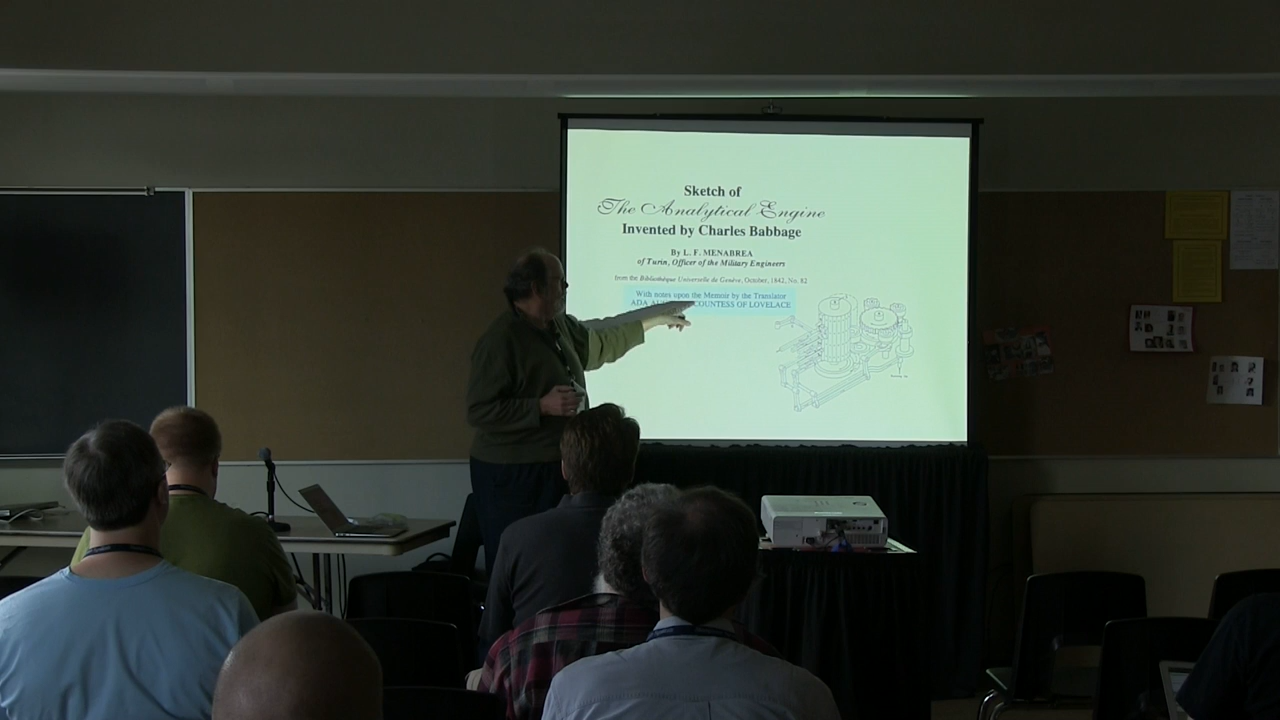 Sketch of
The Analytical Engine
Invented by Charles Babbage
By L. F. MENABREA
of Turin, Officer of the Military Engineers
from the Bibliothèque Universelle de Genève, October, 1842, No. 82
With notes upon the Memoir by the Translator
ADA COUNTESS OF LOVELACE